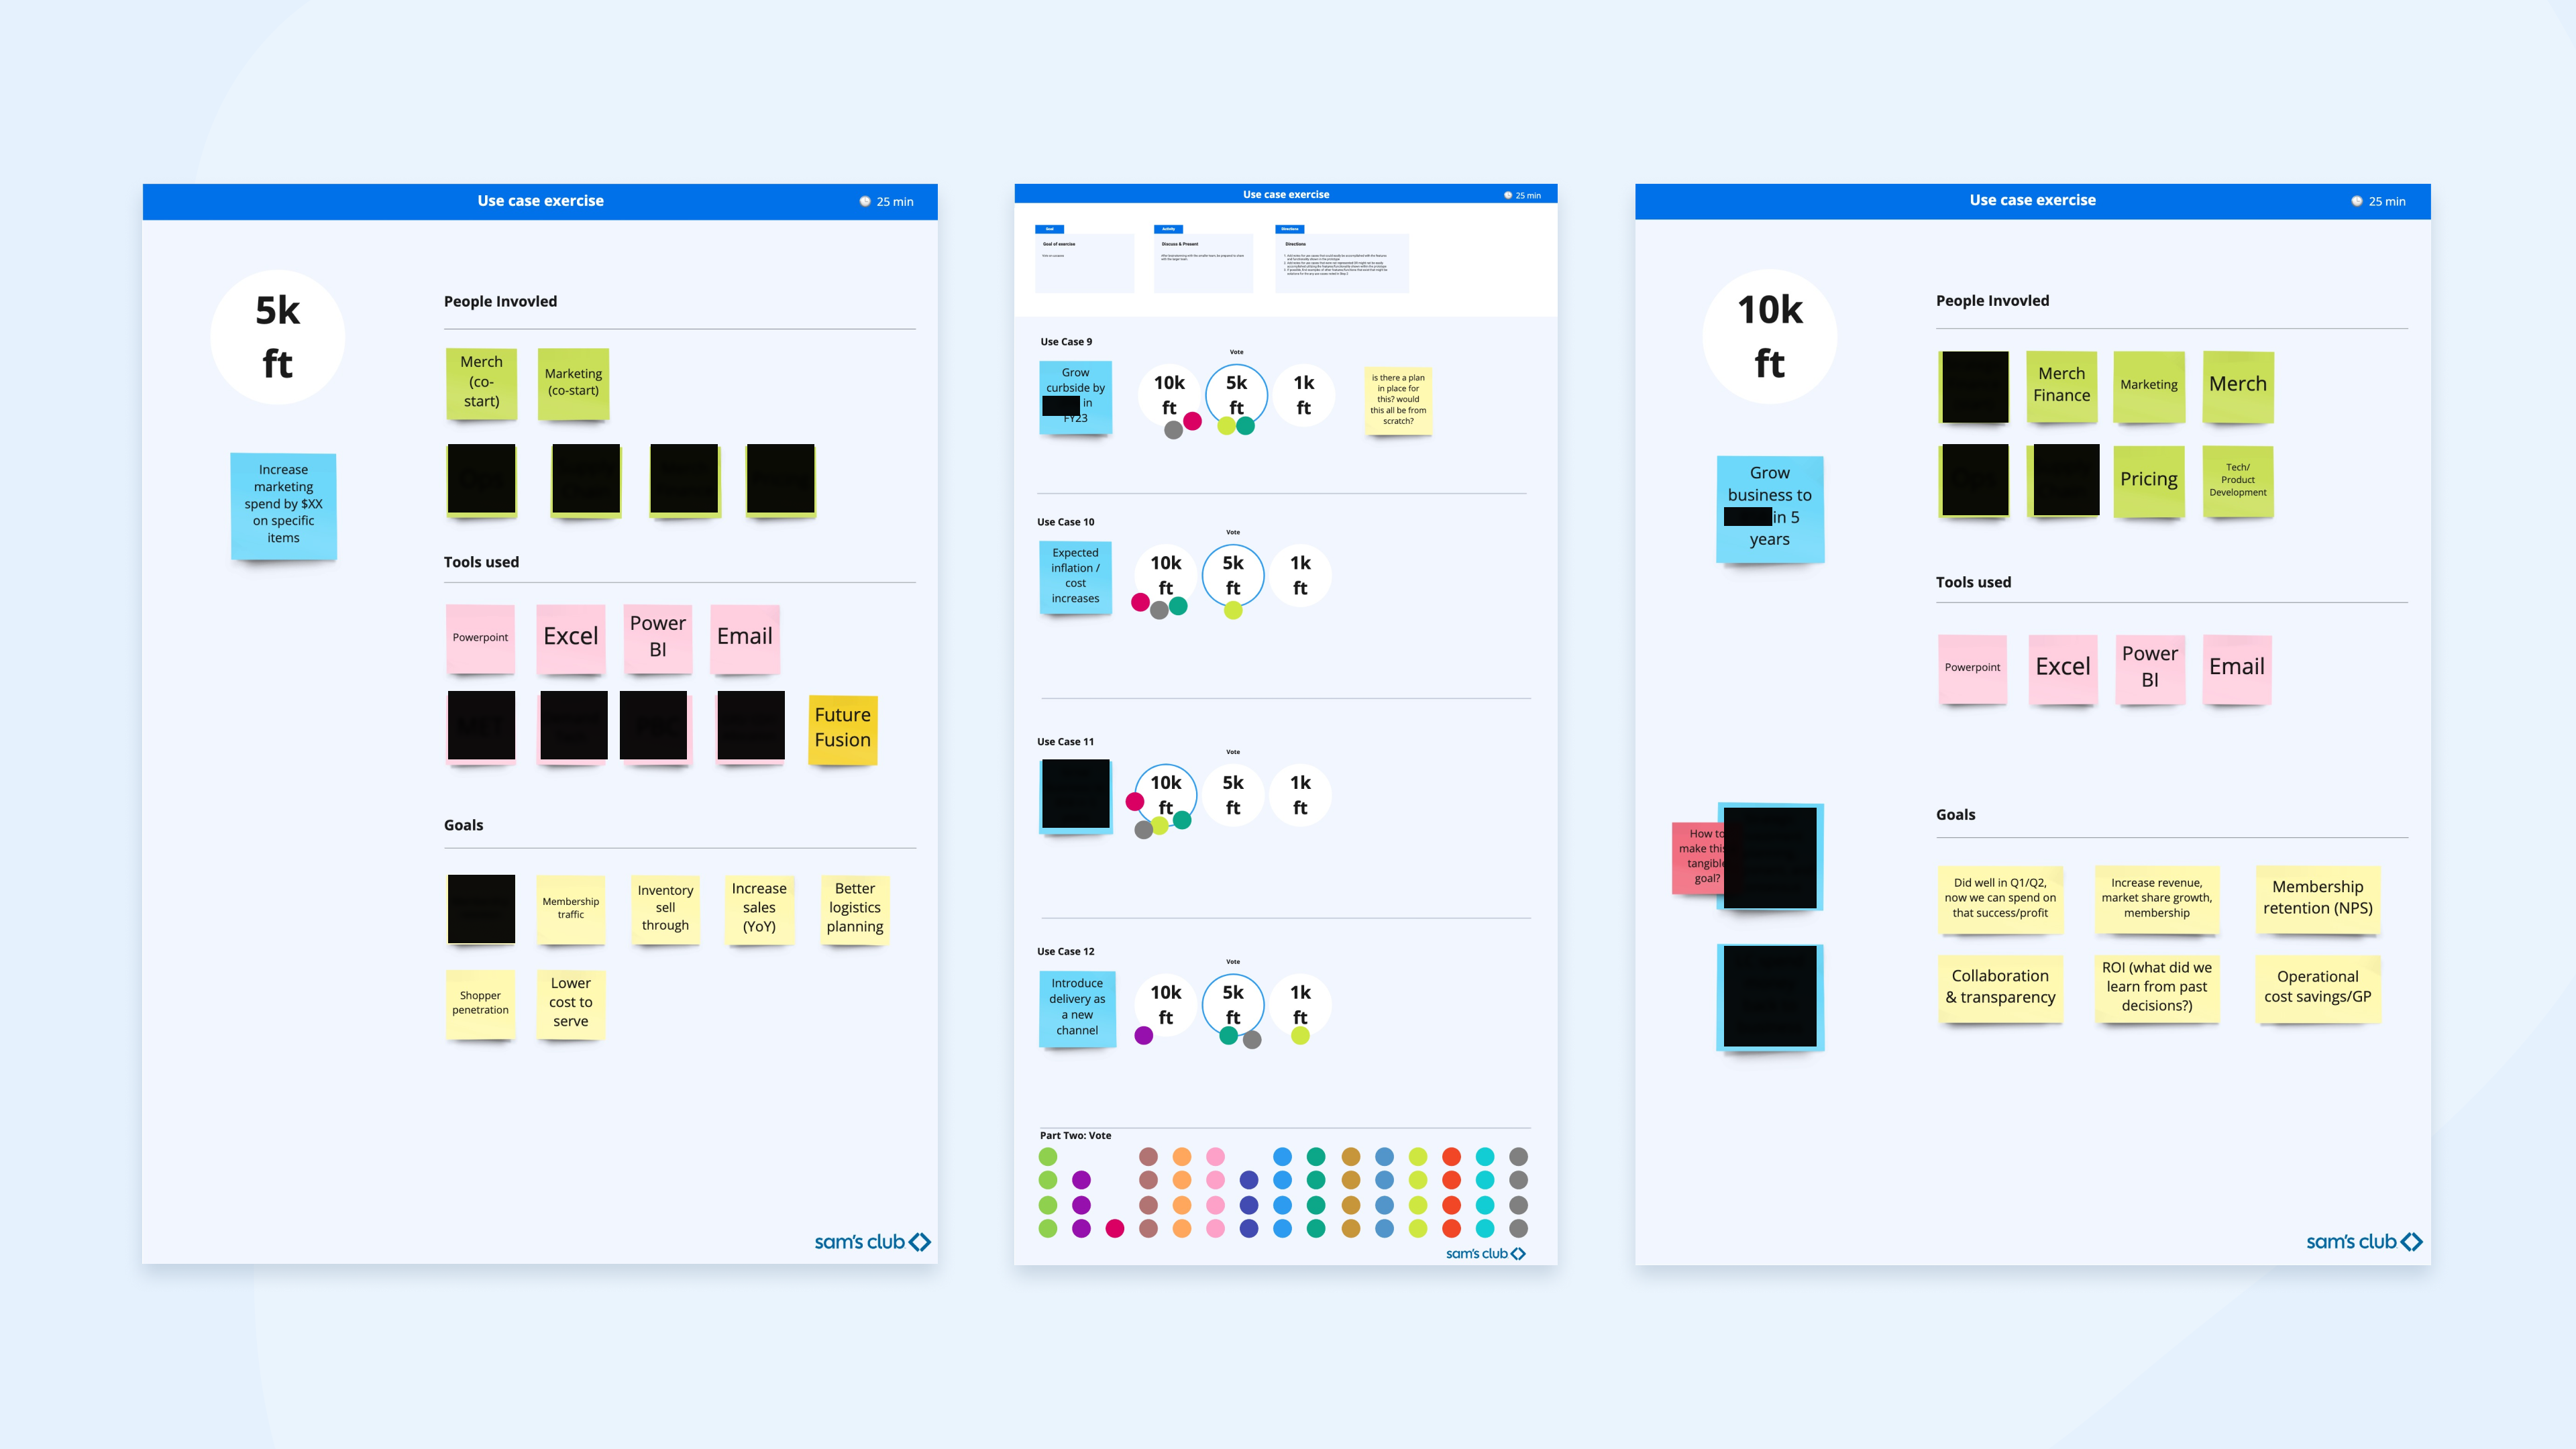 Use case exercise
25 min
5k
ft
Increase
marketing
spend by $XX
on specific
items
People Invovled
Merch
(co-
start)
Marketing
(co-start)
Tools used
Powerpoint
Excel
Power
BI
Email
Future
Fusion
Goals
Membership
traffic
Inventory
sell
through
Increase
sales
(YoY)
Better
logistics
planning
Shopper
penetration
Lower
cost to
serve
sam's club
Use case exercise
25 min
Goal
Goal of exercise
Activity
Discuss & Present
Directions
Directions
Use Case 9
Grow
curbside by
in
FY23
Vote
10k
ft
5k
ft
1k
ft
is there a plan
in place for
this? would
this all be from
scratch?
Use Case 10
Expected
inflation /
cost
increases
Vote
10k
ft
5k
ft
1k
ft
Use Case 11
Vote
10k
ft
5k
ft
1k
ft
Use Case 12
Introduce
delivery as
a new
channel
Vote
10k
ft
5k
ft
1k
ft
Part Two: Vote
sam's club
Use case exercise
25 min
10k
ft
Grow
business to
in 5
years
How to
make this
tangible
goal?
People Invovled
Merch
Finance
Marketing
Merch
Pricing
Tech/
Product
Development
Tools used
Powerpoint
Excel
Power
BI
Email
Goals
Did well in Q1/Q2,
now we can spend on
that success/profit
Increase revenue,
market share growth,
membership
Membership
retention (NPS)
Collaboration
& transparency
ROI (what did we
learn from past
decisions?)
Operational
cost savings/GP
sam's club